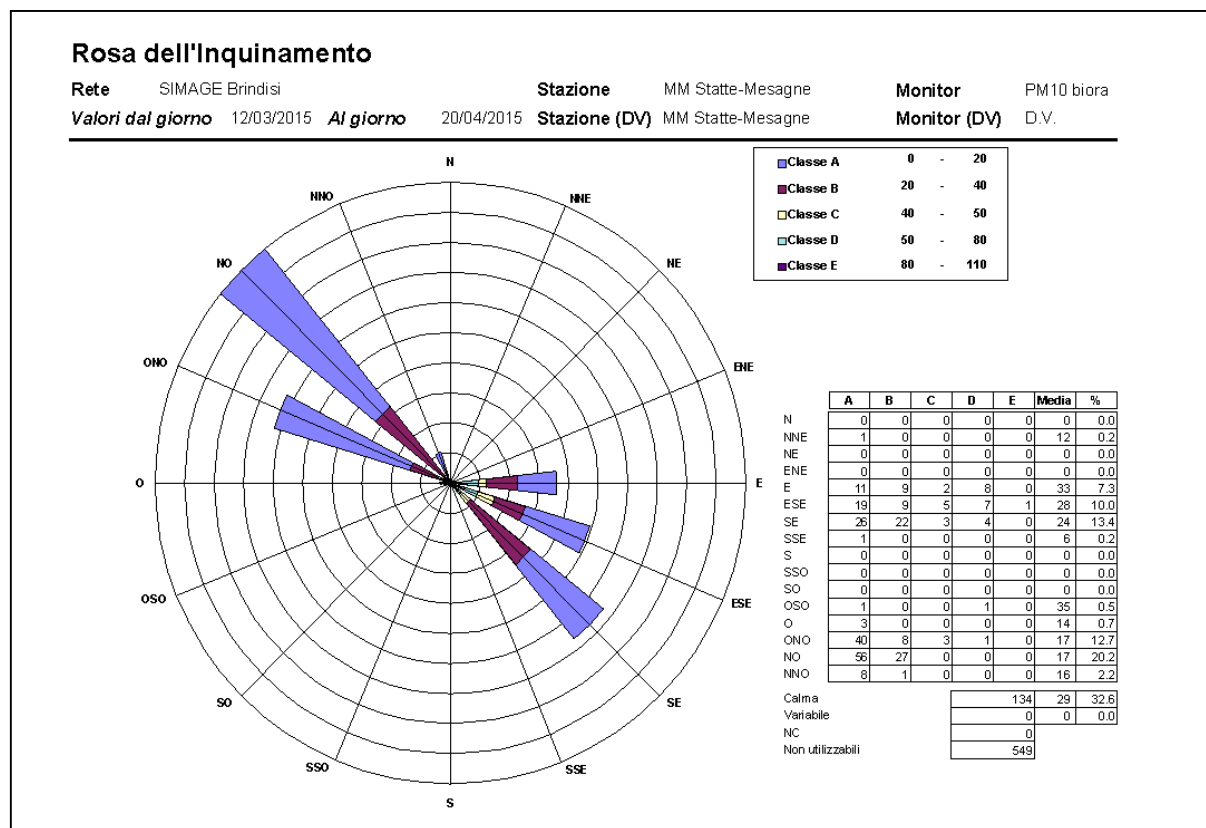 Rosa dell'Inquinamento
Rete SIMAGE Brindisi Stazione MM Statte-Mesagne Monitor PM10 biora
Valori dal giorno 12/03/2015 Al giorno 20/04/2015 Stazione (DV) MM Statte-Mesagne Monitor (DV) D.V.
N
NNE
NE
ENE
E
ESE
SE
SSE
S
SSO
SO
OSO
O
ONO
NO
NNO
Classe A 0 - 20
Classe B 20 - 40
Classe C 40 - 50
Classe D 50 - 80
Classe E 80 - 110
A B C D E Media %
N 0 0 0 0 0 0 0.0
NNE 1 0 0 0 0 12 0.2
NE 0 0 0 0 0 0 0.0
ENE 0 0 0 0 0 0 0.0
E 11 9 2 8 0 33 7.3
ESE 19 9 5 7 1 28 10.0
SE 26 22 3 4 0 24 13.4
SSE 1 0 0 0 0 6 0.2
S 0 0 0 0 0 0 0.0
SSO 0 0 0 0 0 0 0.0
SO 0 0 0 0 0 0 0.0
OSO 1 0 0 1 0 35 0.5
O 3 0 0 0 0 14 0.7
ONO 40 8 3 1 0 17 12.7
NO 56 27 0 0 0 17 20.2
NNO 8 1 0 0 0 16 2.2
Calma 134 29 32.6
Variabile 0 0 0.0
NC 0
Non utilizzabili 549